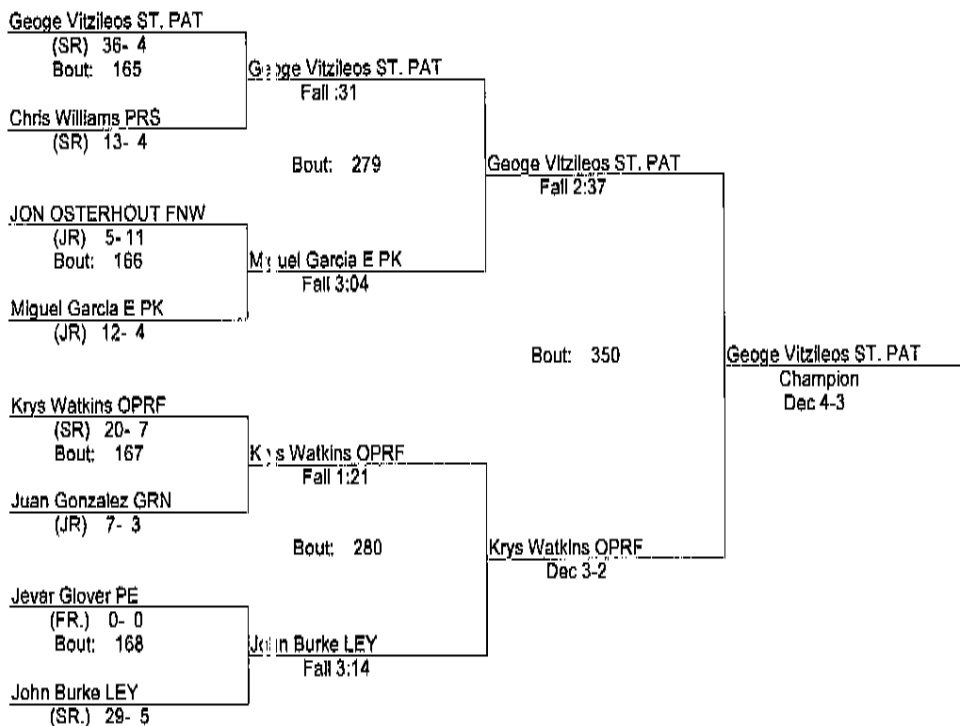 Geoge Vitzileos ST. PAT
(SR) 36- 4
Bout: 165
Chris Williams PRS
(SR) 13- 4
JON OSTERHOUT FNW
(JR) 5- 11
Bout: 166
Miguel Garcia E PK
(JR) 12- 4
Krys Watkins OPRF
(SR) 20- 7
Bout: 167
Juan Gonzalez GRN
(JR) 7- 3
Jevar Glover PE
(FR.) 0- 0
Bout: 168
John Burke LEY
(SR.) 29- 5
Geoge Vitzileos ST. PAT
Fall :31
Bout: 279
Miguel Garcia E PK
Fall 3:04
Krys Watkins OPRF
Fall 1:21
Bout: 280
John Burke LEY
Fall 3:14
Geoge Vitzileos ST. PAT
Fall 2:37
Bout: 350
Krys Watkins OPRF
Dec 3-2
Geoge Vitzileos ST. PAT
Champion
Dec 4-3